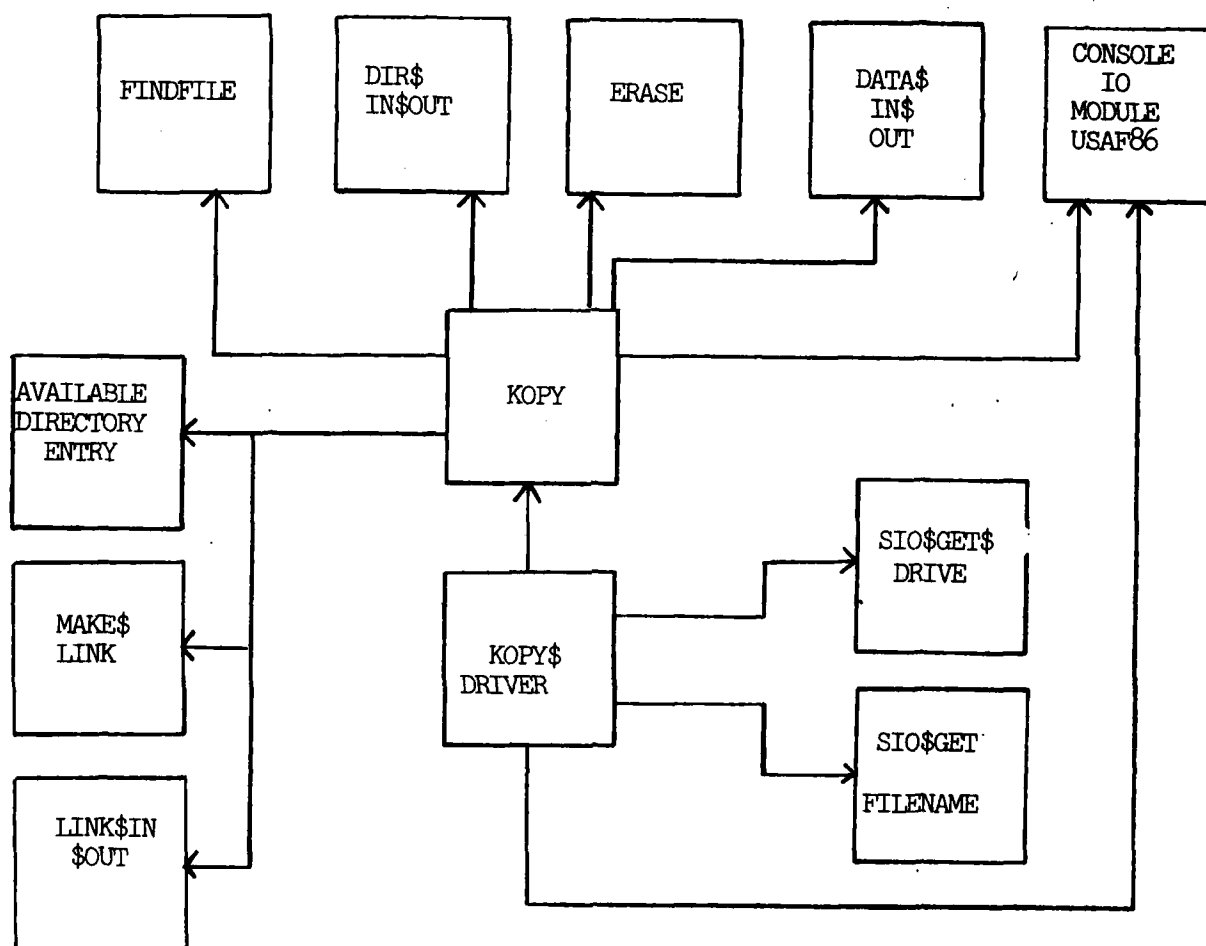 FINDFILE
DIR$
IN$OUT
ERASE
DATA$
IN$
OUT
CONSOLE
IO
MODULE
USAF86
AVAILABLE
DIRECTORY
ENTRY
KOPY
MAKE$
LINK
KOPY$
DRIVER
SIO$GET$
DRIVE
SIO$GET
FILENAME
LINK$IN
$OUT